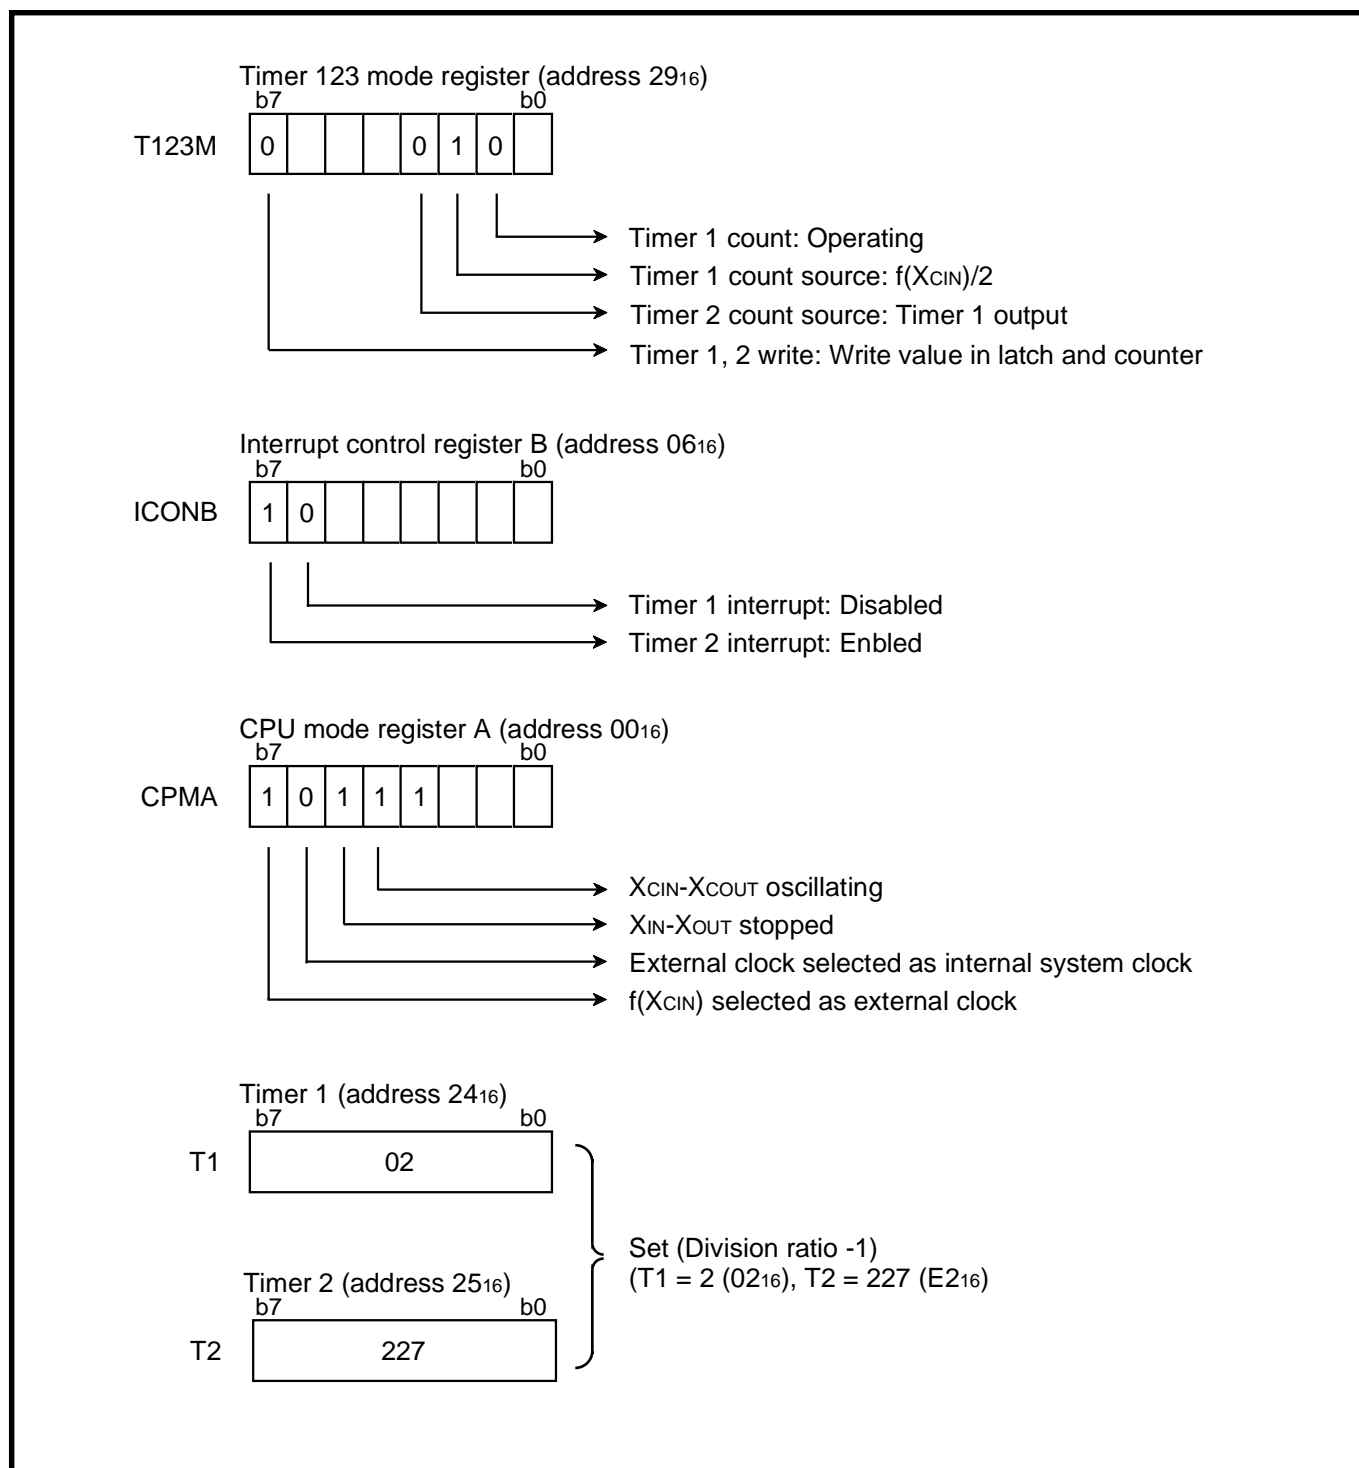 Timer 123 mode register (address 2916)
b7 b0
T123M 0 0 1 0
Timer 1 count: Operating
Timer 1 count source: f(XCIN)/2
Timer 2 count source: Timer 1 output
Timer 1, 2 write: Write value in latch and counter
Interrupt control register B (address 0616)
b7 b0
ICONB 1 0
Timer 1 interrupt: Disabled
Timer 2 interrupt: Enbled
CPU mode register A (address 0016)
b7 b0
CPMA 1 0 1 1 1
XCIN-XCOUT oscillating
XIN-XOUT stopped
External clock selected as internal system clock
f(XCIN) selected as external clock
Timer 1 (address 2416)
b7 b0
T1 02
Set (Division ratio -1)
(T1 = 2 (0216), T2 = 227 (E216)
Timer 2 (address 2516)
b7 b0
T2 227